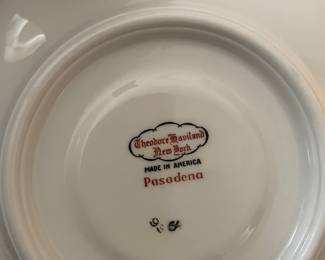 Theodore Haviland
New York
MADE IN AMERICA
Pasadena